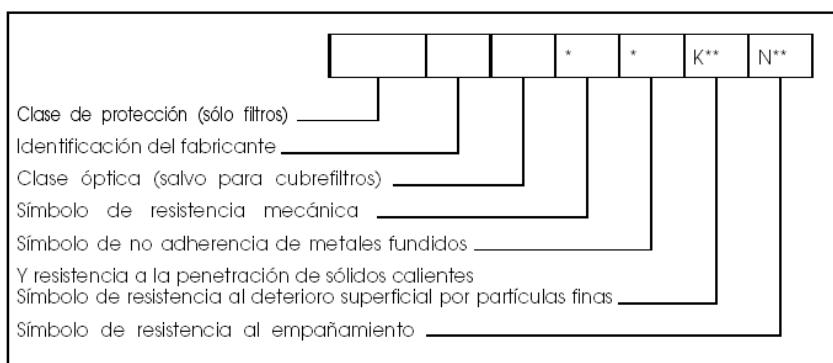 * * K** N**
Clase de protección (sólo filtros)
Identificación del fabricante
Clase óptica (salvo para cubrefiltros)
Símbolo de resistencia mecánica
Símbolo de no adherencia de metales fundidos
Y resistencia a la penetración de sólidos calientes
Símbolo de resistencia al deterioro superficial por partículas finas
Símbolo de resistencia al empañamiento